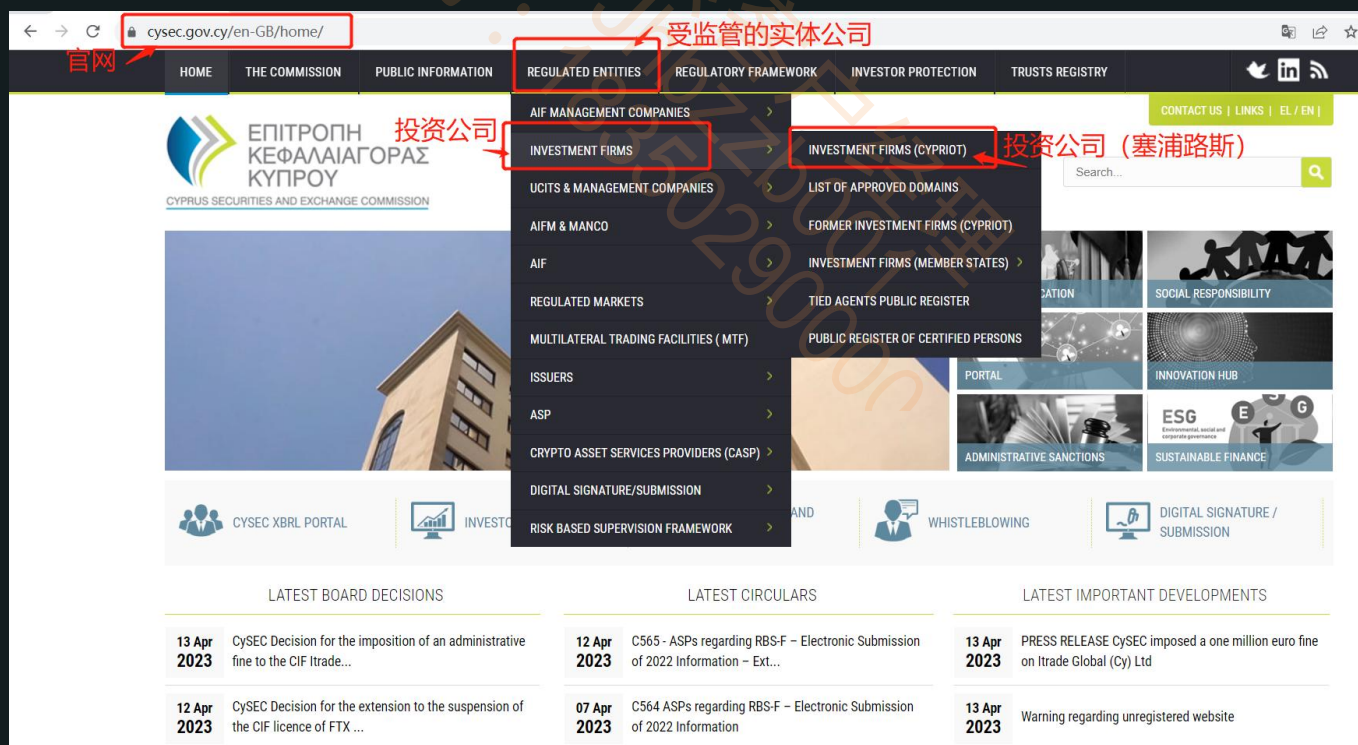 cysec.gov.cy/en-GB/home/
官网
受监管的实体公司
HOME
THE COMMISSION
PUBLIC INFORMATION
REGULATED ENTITIES
REGULATORY FRAMEWORK
INVESTOR PROTECTION
TRUSTS REGISTRY
CONTACT US | LINKS | EL / EN |
ΕΠΙΤΡΟΠΗ
ΚΕΦΑΛΑΙΑΓΟΡΑΣ
ΚΥΠΡΟΥ
CYPRUS SECURITIES AND EXCHANGE COMMISSION
Search...
投资公司
投资公司（塞浦路斯）
AIF MANAGEMENT COMPANIES
INVESTMENT FIRMS
UCITS & MANAGEMENT COMPANIES
AIFM & MANCO
AIF
REGULATED MARKETS
MULTILATERAL TRADING FACILITIES ( MTF)
ISSUERS
ASP
CRYPTO ASSET SERVICES PROVIDERS (CASP)
DIGITAL SIGNATURE/SUBMISSION
RISK BASED SUPERVISION FRAMEWORK
INVESTMENT FIRMS (CYPRIOT)
LIST OF APPROVED DOMAINS
FORMER INVESTMENT FIRMS (CYPRIOT)
INVESTMENT FIRMS (MEMBER STATES)
TIED AGENTS PUBLIC REGISTER
PUBLIC REGISTER OF CERTIFIED PERSONS
SOCIAL RESPONSIBILITY
PORTAL
INNOVATION HUB
ESG
Environmental, social and
corporate governance
E S G
ADMINISTRATIVE SANCTIONS
SUSTAINABLE FINANCE
CYSEC XBRL PORTAL
AND
WHISTLEBLOWING
DIGITAL SIGNATURE /
SUBMISSION
LATEST BOARD DECISIONS
13 Apr
2023
CySEC Decision for the imposition of an administrative
fine to the CIF Itrade...
12 Apr
2023
CySEC Decision for the extension to the suspension of
the CIF licence of FTX ...
LATEST CIRCULARS
12 Apr
2023
C565 - ASPs regarding RBS-F – Electronic Submission
of 2022 Information – Ext...
07 Apr
2023
C564 ASPs regarding RBS-F – Electronic Submission
of 2022 Information
LATEST IMPORTANT DEVELOPMENTS
13 Apr
2023
PRESS RELEASE CySEC imposed a one million euro fine
on Itrade Global (Cy) Ltd
13 Apr
2023
Warning regarding unregistered website